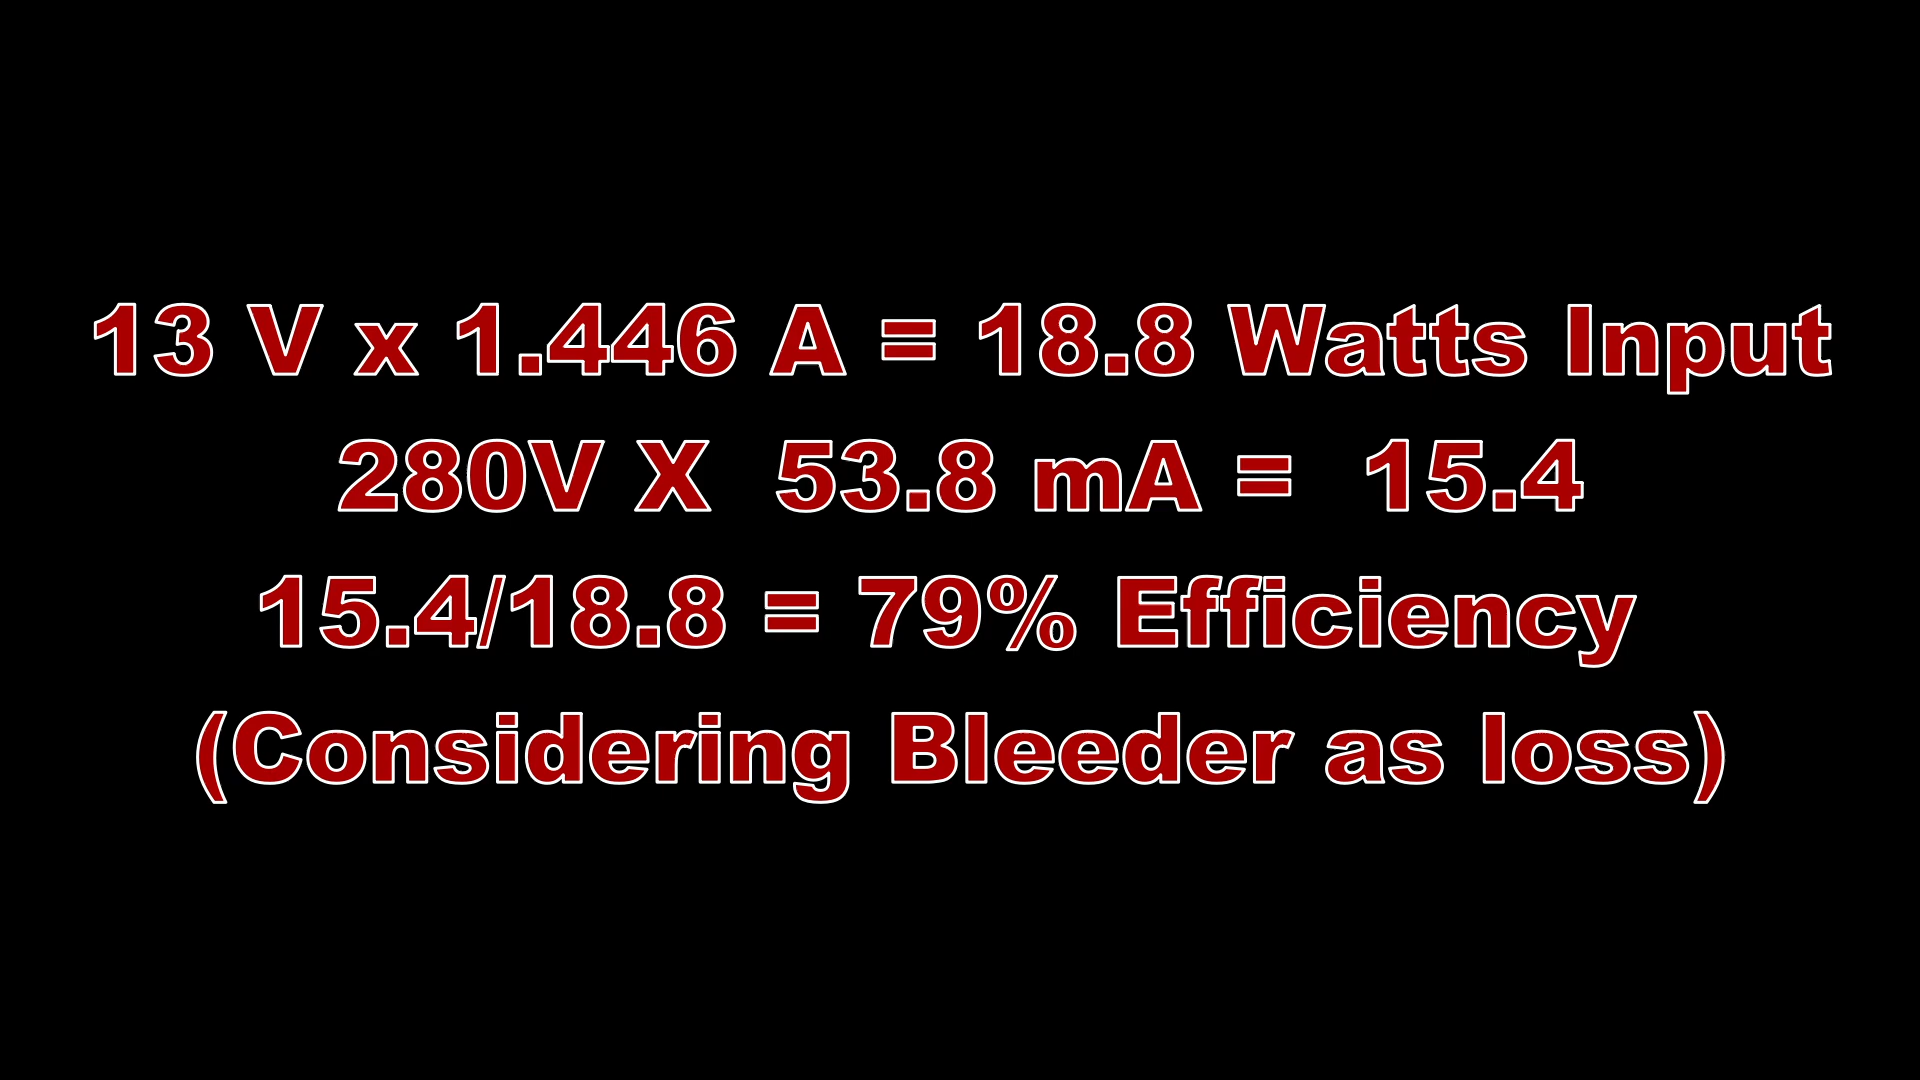 13 V x 1.446 A = 18.8 Watts Input
280V X  53.8 mA =  15.4
15.4/18.8 = 79% Efficiency
(Considering Bleeder as loss)